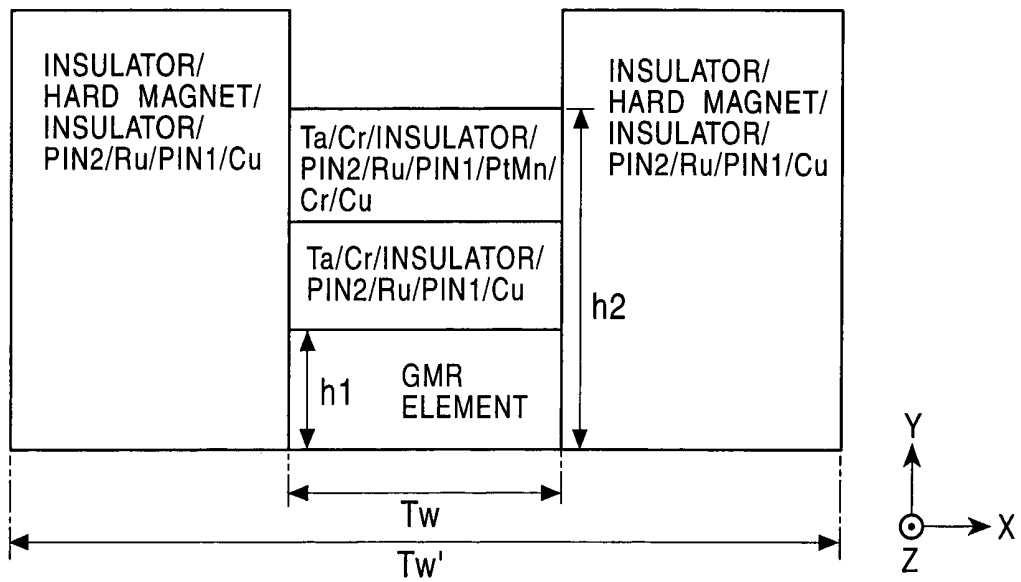 INSULATOR/
HARD MAGNET/
INSULATOR/
PIN2/Ru/PIN1/Cu
Ta/Cr/INSULATOR/
PIN2/Ru/PIN1/PtMn/
Cr/Cu
Ta/Cr/INSULATOR/
PIN2/Ru/PIN1/Cu
h1
GMR
ELEMENT
h2
INSULATOR/
HARD MAGNET/
INSULATOR/
PIN2/Ru/PIN1/Cu
Tw
Tw'
Y
X
Z